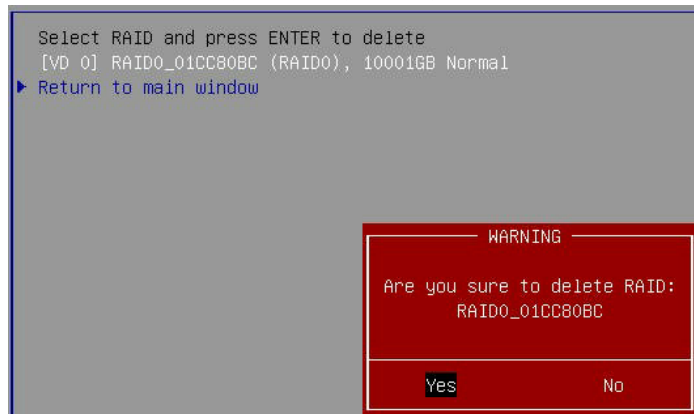 Select RAID and press ENTER to delete
[VD 0] RAID0_01CC80BC (RAID0), 10001GB Normal
Return to main window
WARNING
Are you sure to delete RAID:
RAID0_01CC80BC
Yes No